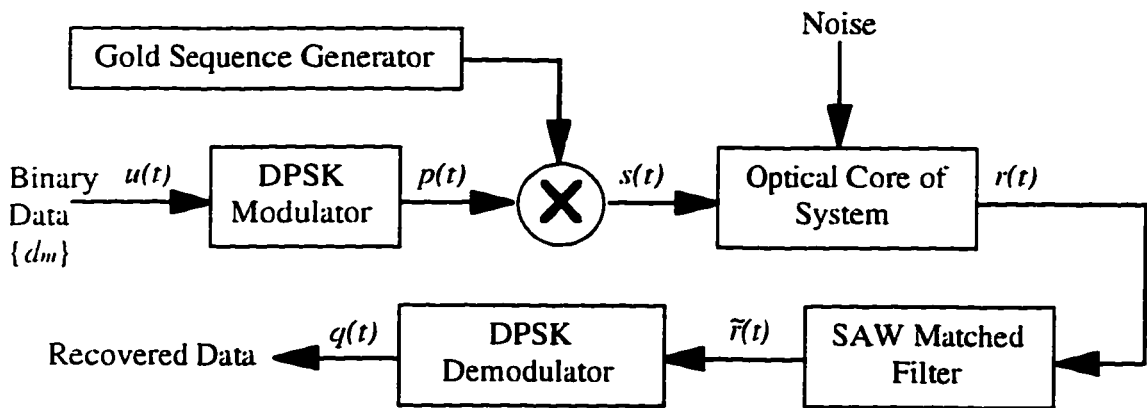 Noise
Gold Sequence Generator
Binary
Data
{dm}
u(t)
DPSK
Modulator
p(t)
s(t)
Optical Core of
System
r(t)
Recovered Data
q(t)
DPSK
Demodulator
r̃(t)
SAW Matched
Filter